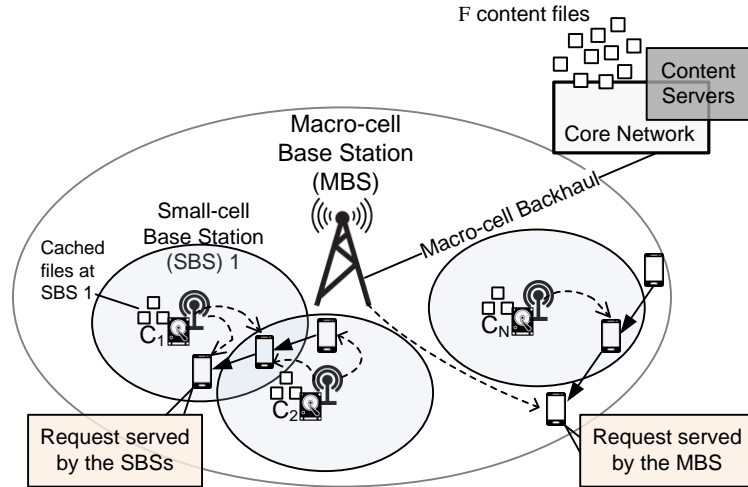 F content files
Content
Servers
Core Network
Macro-cell
Base Station
(MBS)
Macro-cell Backhaul
Small-cell
Base Station
(SBS) 1
Cached
files at
SBS 1
C1
C2
CN
Request served
by the SBSs
Request served
by the MBS